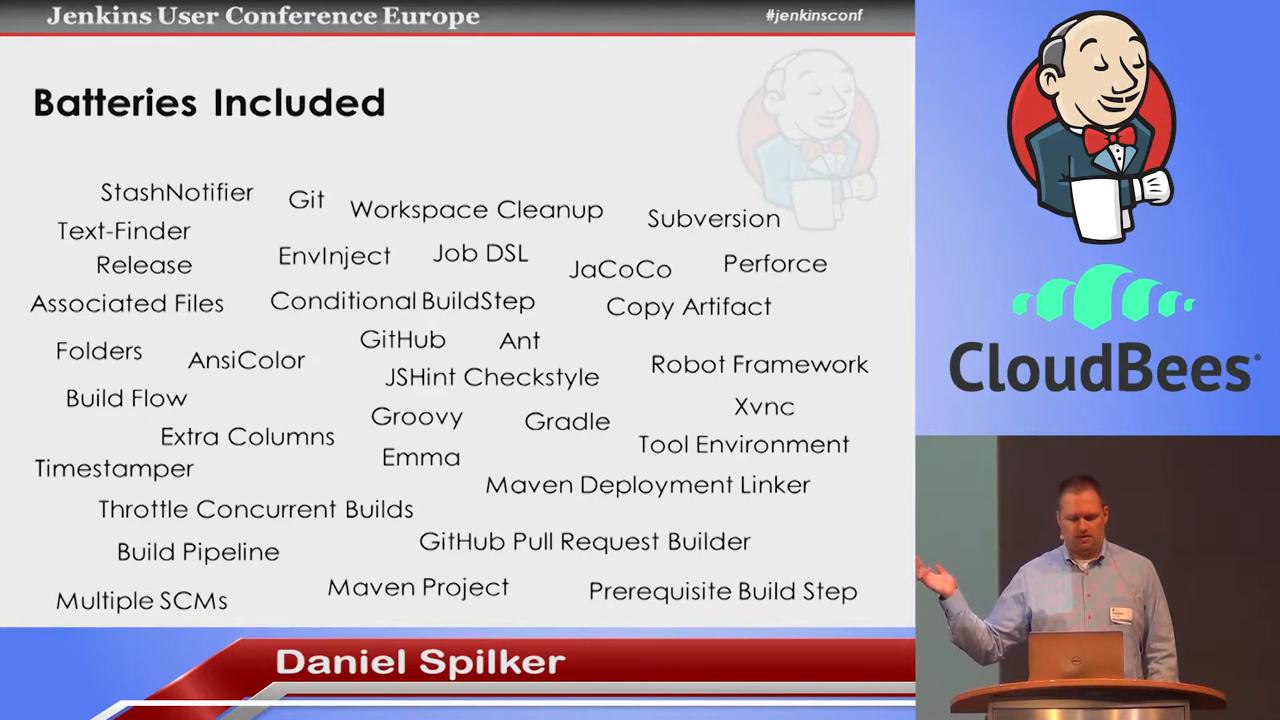 Jenkins User Conference Europe
#jenkinsconf
Batteries Included
StashNotifier
Git
Workspace Cleanup
Subversion
Text-Finder
EnvInject
Job DSL
Release
JaCoCo
Perforce
Associated Files
Conditional BuildStep
Copy Artifact
GitHub
Ant
Folders
AnsiColor
Robot Framework
JSHint Checkstyle
Build Flow
Xvnc
Groovy
Gradle
Extra Columns
Tool Environment
Emma
Timestamper
Maven Deployment Linker
Throttle Concurrent Builds
GitHub Pull Request Builder
Build Pipeline
Maven Project
Prerequisite Build Step
Multiple SCMs
CloudBees
Daniel Spilker